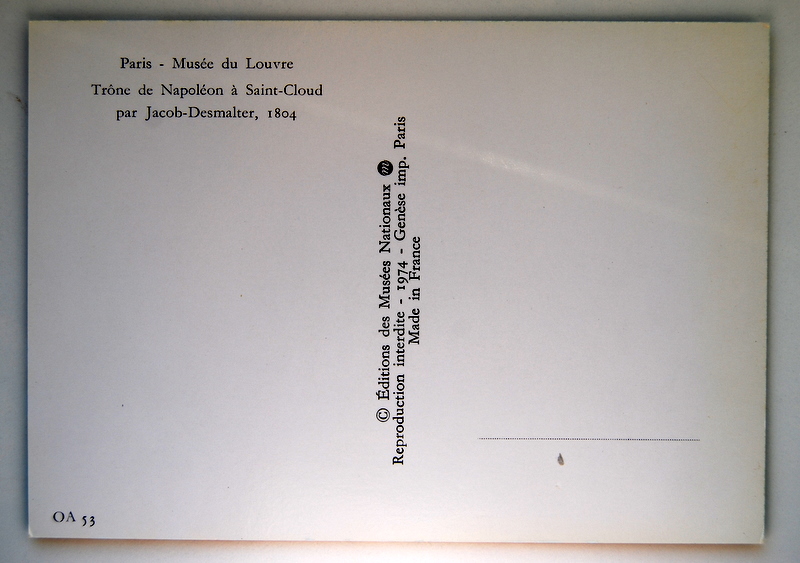 Paris - Musée du Louvre
Trône de Napoléon à Saint-Cloud
par Jacob-Desmalter, 1804
© Éditions des Musées Nationaux m
Reproduction interdite - 1974 - Genèse imp. Paris
Made in France
OA 53